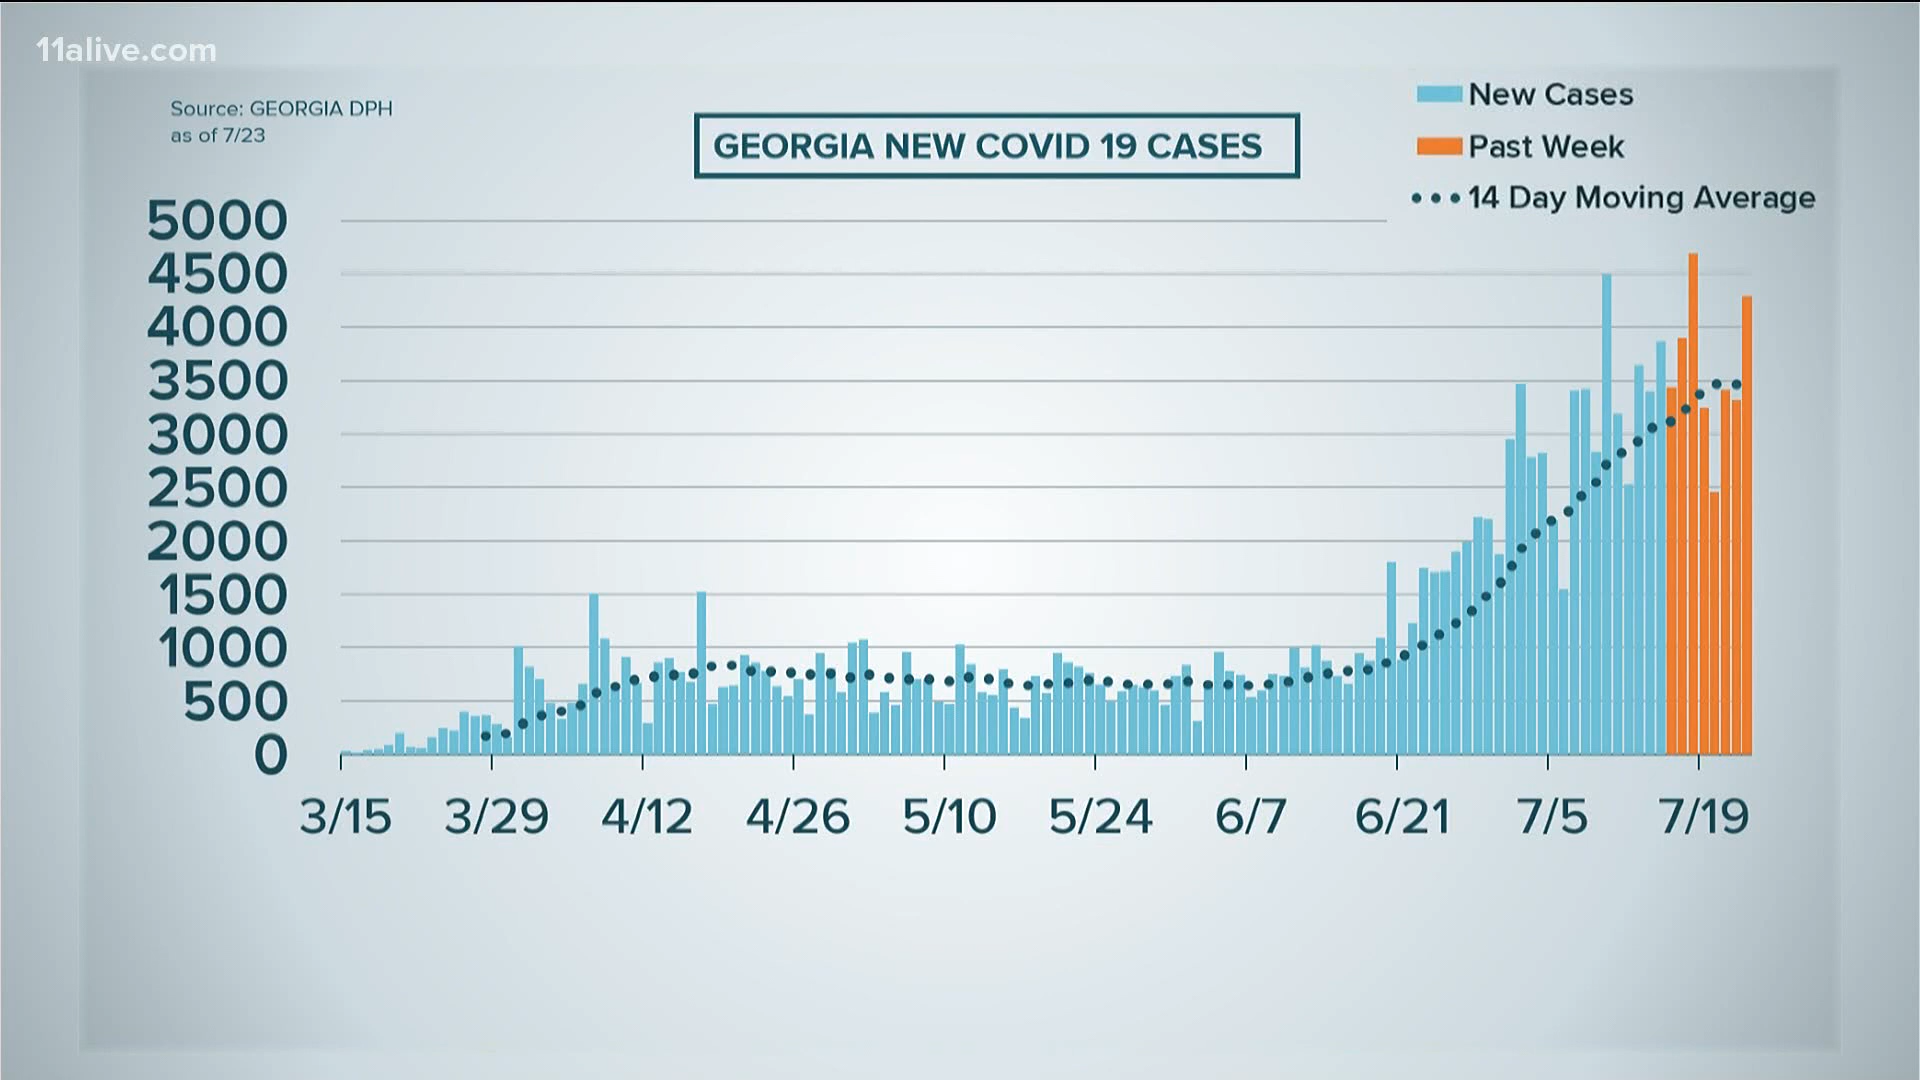 11alive.com
Source: GEORGIA DPH
as of 7/23
GEORGIA NEW COVID 19 CASES
New Cases
Past Week
14 Day Moving Average
5000
4500
4000
3500
3000
2500
2000
1500
1000
500
0
3/15 3/29 4/12 4/26 5/10 5/24 6/7 6/21 7/5 7/19